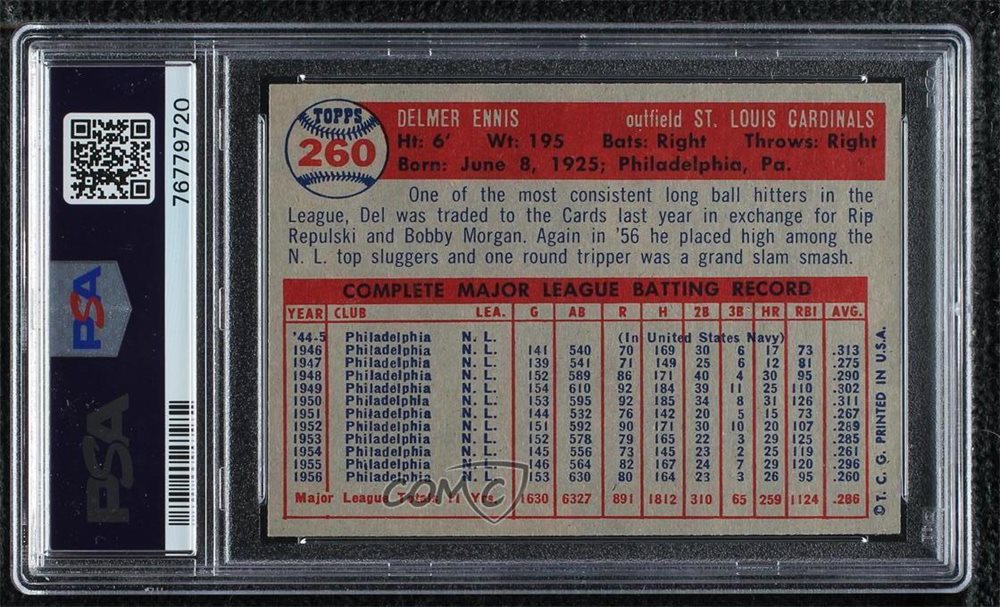 76779720
PSA
PSA
TOPPS
260
DELMER ENNIS outfield ST. LOUIS CARDINALS
Ht: 6' Wt: 195 Bats: Right Throws: Right
Born: June 8, 1925; Philadelphia, Pa.
One of the most consistent long ball hitters in the
League, Del was traded to the Cards last year in exchange for Rip
Repulski and Bobby Morgan. Again in '56 he placed high among the
N. L. top sluggers and one round tripper was a grand slam smash.
COMPLETE MAJOR LEAGUE BATTING RECORD
YEAR CLUB LEA. G AB R H 2B 3B HR RBI AVG.
'44-5 Philadelphia N. L. (In United States Navy)
1946 Philadelphia N. L. 141 540 70 169 30 6 17 73 .313
1947 Philadelphia N. L. 139 541 71 149 25 6 12 81 .275
1948 Philadelphia N. L. 152 589 86 171 40 4 30 95 .290
1949 Philadelphia N. L. 154 610 92 184 39 11 25 110 .302
1950 Philadelphia N. L. 153 595 92 185 34 8 31 126 .311
1951 Philadelphia N. L. 144 532 76 142 20 5 15 73 .267
1952 Philadelphia N. L. 151 592 90 171 30 10 20 107 .289
1953 Philadelphia N. L. 152 578 79 165 22 3 29 125 .285
1954 Philadelphia N. L. 145 556 73 145 23 2 25 119 .261
1955 Philadelphia N. L. 146 564 82 167 24 7 29 120 .296
1956 Philadelphia N. L. 153 630 80 164 23 3 26 95 .260
Major League Totals 11 Yrs 1630 6327 891 1812 310 65 259 1124 .286
© T. C. G. PRINTED IN U.S.A.
COMC